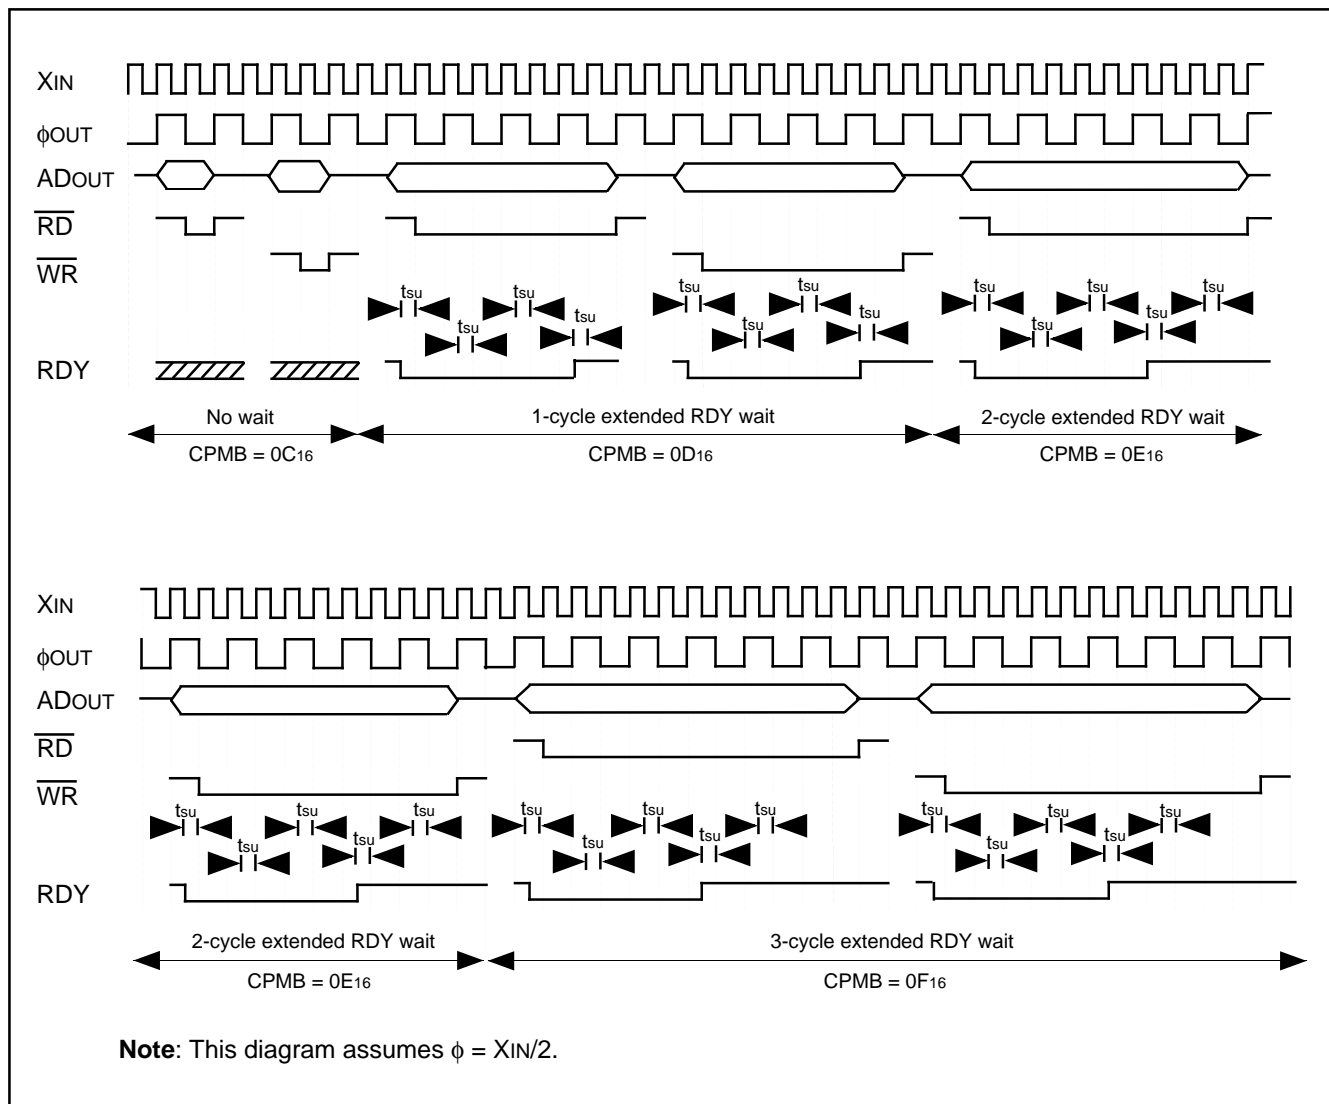 XIN
ϕOUT
ADOUT
RD
WR
tsu tsu tsu tsu tsu tsu tsu
tsu tsu tsu tsu tsu tsu
RDY
No wait 1-cycle extended RDY wait 2-cycle extended RDY wait
CPMB = 0C16 CPMB = 0D16 CPMB = 0E16
XIN
ϕOUT
ADOUT
RD
WR
tsu tsu tsu tsu tsu tsu tsu tsu tsu
tsu tsu tsu tsu tsu tsu
RDY
2-cycle extended RDY wait 3-cycle extended RDY wait
CPMB = 0E16 CPMB = 0F16
Note: This diagram assumes ϕ = XIN/2.